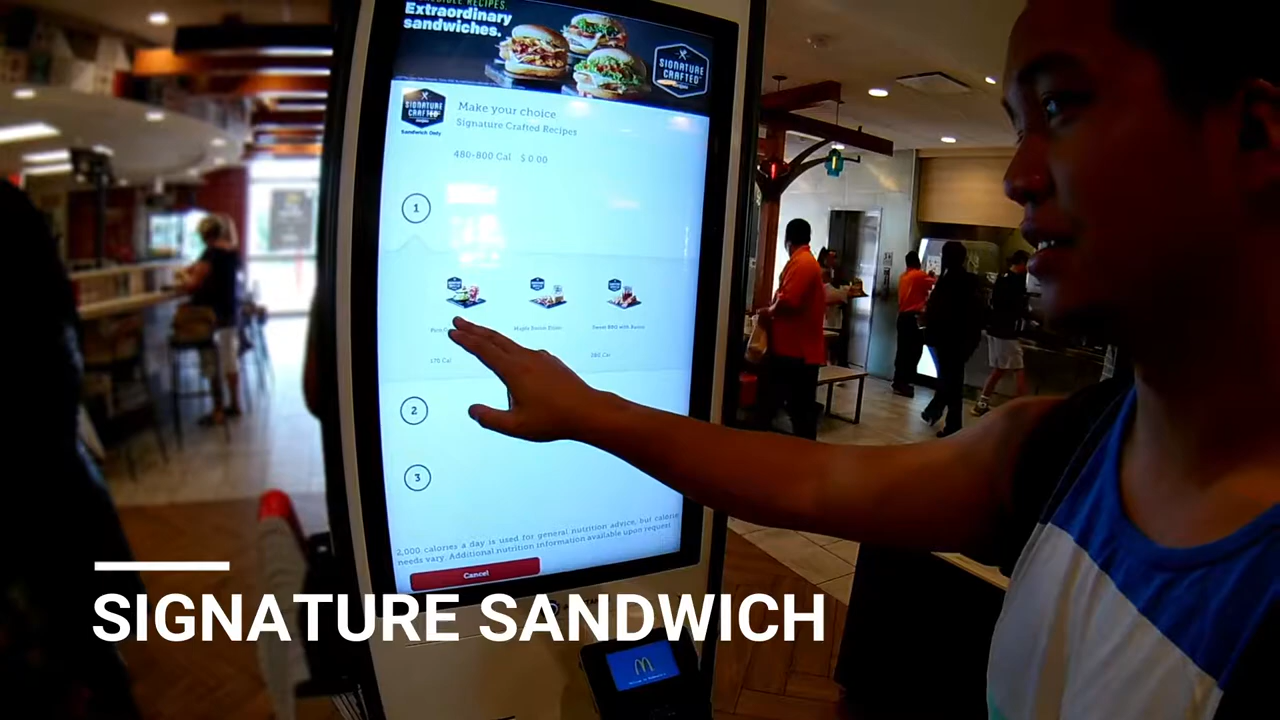 Extraordinary
sandwiches.
SIGNATURE
CRAFTED
SIGNATURE
CRAFTED
Sandwich Only
Make your choice
Signature Crafted Recipes
480-800 Cal $0.00
1
Maple Bacon Dijon
Sweet BBQ with Bacon
2
3
2,000 calories a day is used for general nutrition advice, but calorie
needs vary. Additional nutrition information available upon request.
Cancel
SIGNATURE SANDWICH